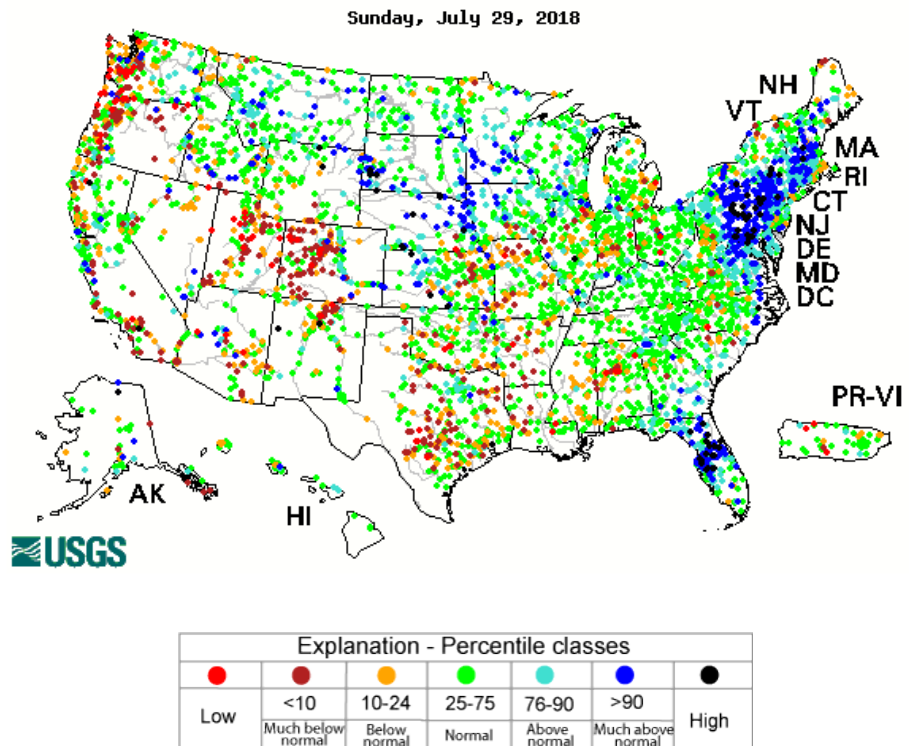 Sunday, July 29, 2018
NH
VT
MA
RI
CT
NJ
DE
MD
DC
PR-VI
AK
HI
USGS
Explanation - Percentile classes
Low
<10
10-24
25-75
76-90
>90
High
Much below
normal
Below
normal
Normal
Above
normal
Much above
normal